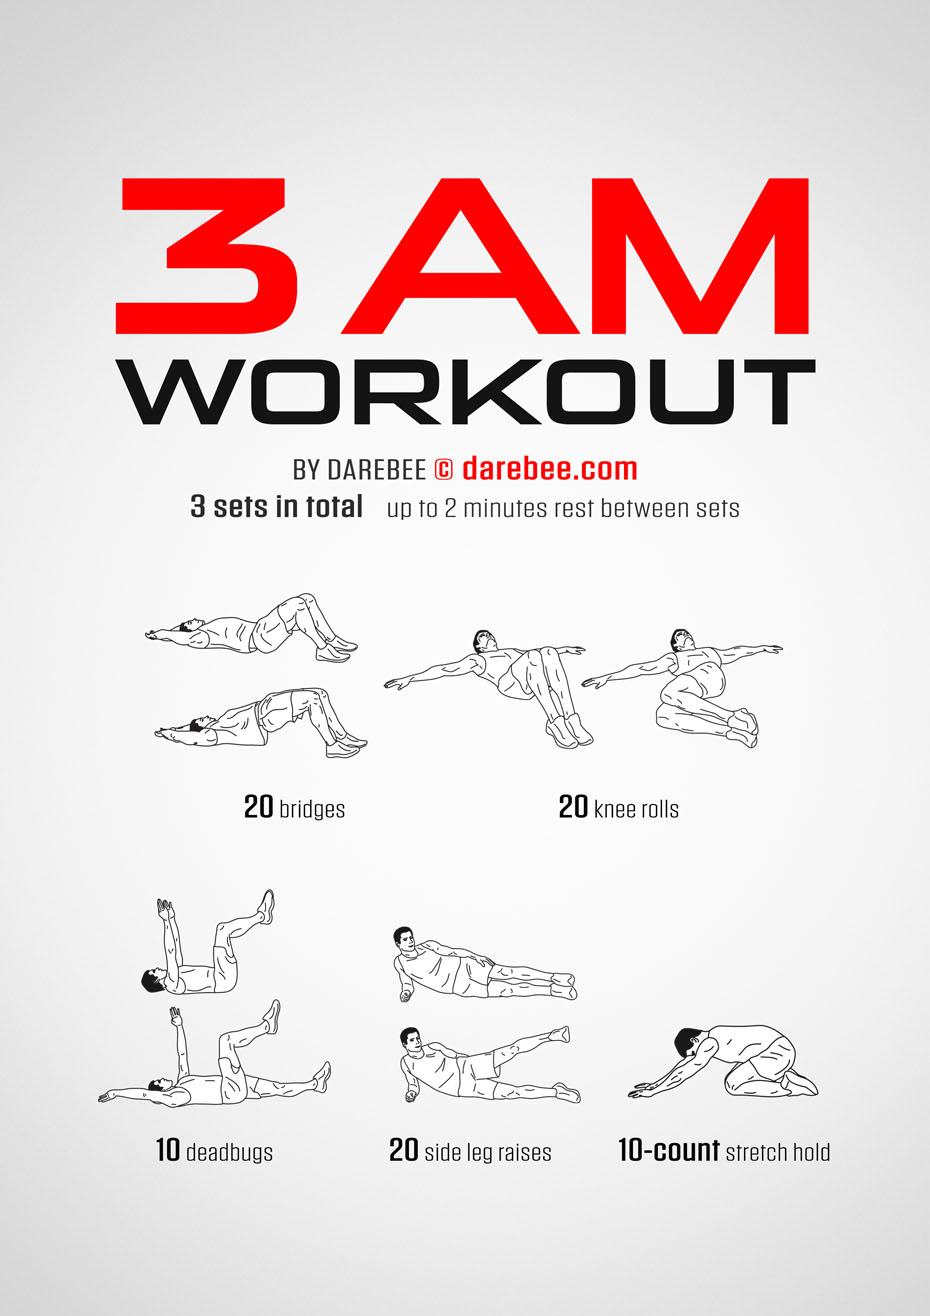 3 AM
WORKOUT
BY DAREBEE © darebee.com
3 sets in total up to 2 minutes rest between sets
20 bridges
20 knee rolls
10 deadbugs
20 side leg raises
10-count stretch hold